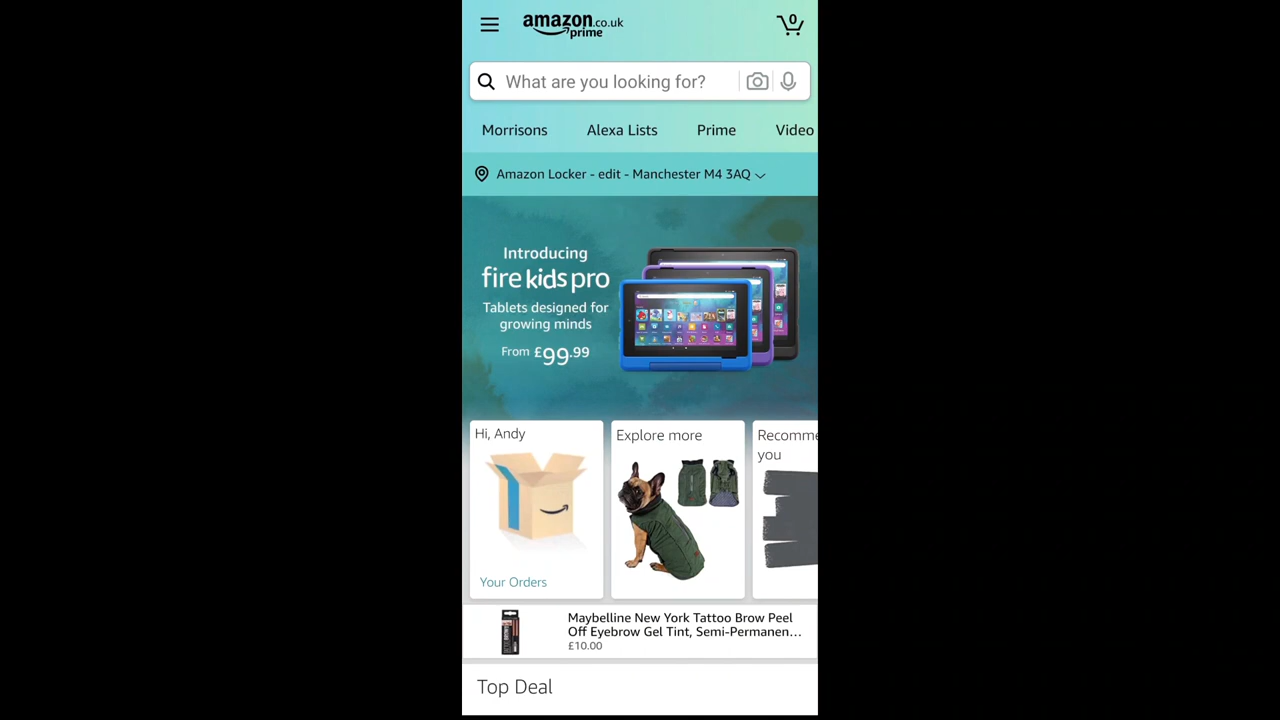 amazon.co.uk
prime
0
What are you looking for?
Morrisons Alexa Lists Prime Video
Amazon Locker - edit - Manchester M4 3AQ
Introducing
fire kids pro
Tablets designed for
growing minds
From £99.99
Hi, Andy
Your Orders
Explore more
Recomme
you
Maybelline New York Tattoo Brow Peel
Off Eyebrow Gel Tint, Semi-Permanen...
£10.00
Top Deal